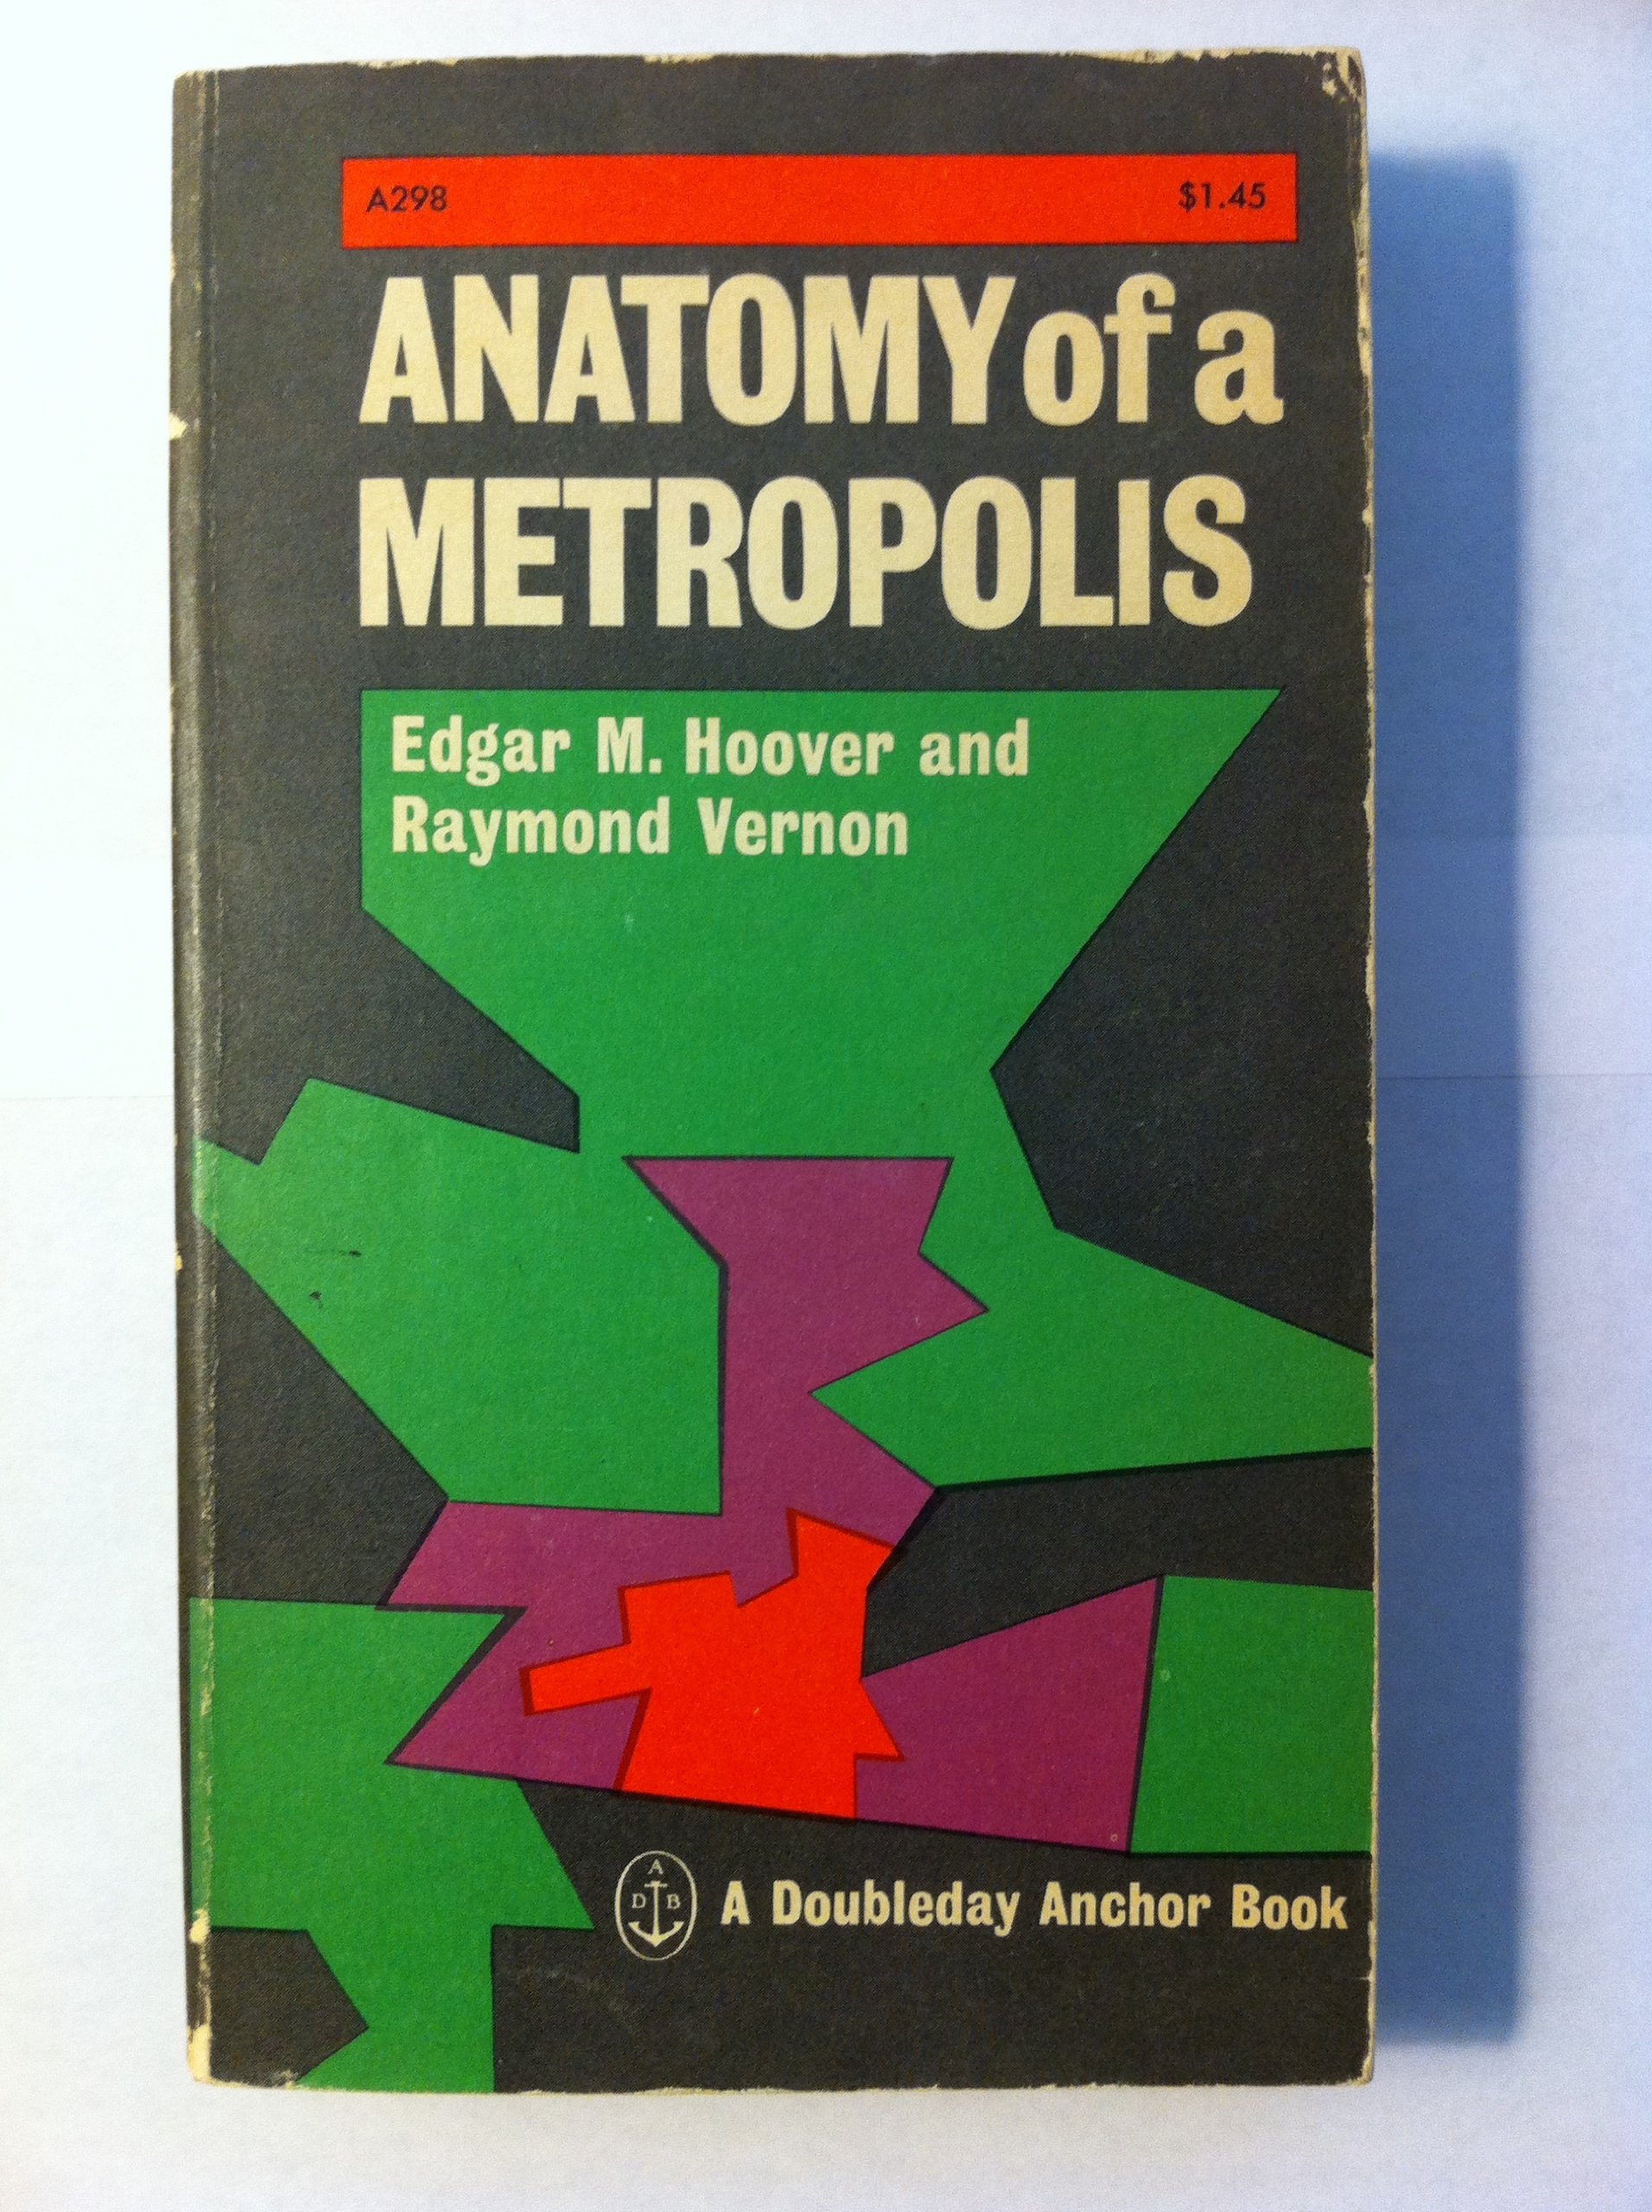 A298 $1.45
ANATOMY of a
METROPOLIS
Edgar M. Hoover and
Raymond Vernon
A
D B
A Doubleday Anchor Book